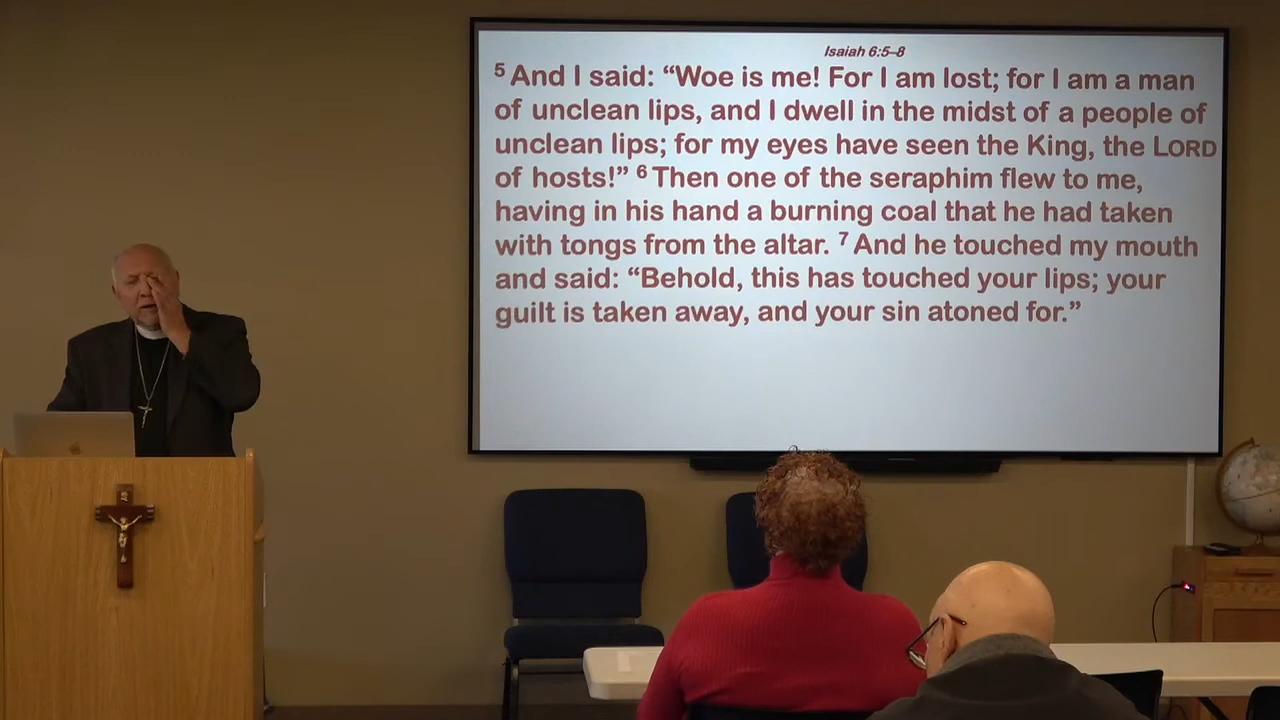 Isaiah 6:5–8
⁵ And I said: “Woe is me! For I am lost; for I am a man
of unclean lips, and I dwell in the midst of a people of
unclean lips; for my eyes have seen the King, the LORD
of hosts!” ⁶ Then one of the seraphim flew to me,
having in his hand a burning coal that he had taken
with tongs from the altar. ⁷ And he touched my mouth
and said: “Behold, this has touched your lips; your
guilt is taken away, and your sin atoned for.”